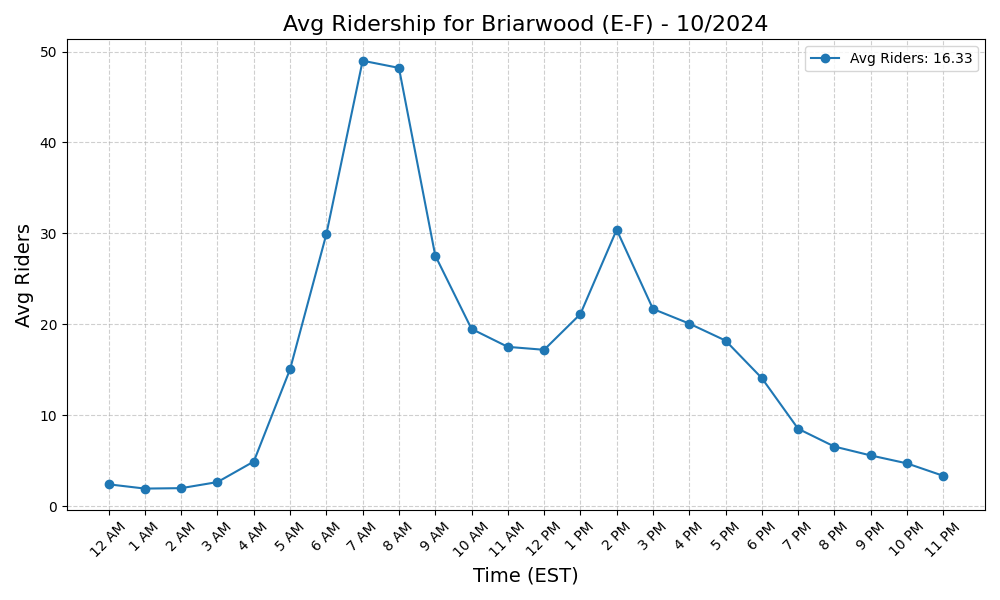 Avg Ridership for Briarwood (E-F) - 10/2024
Avg Riders: 16.33
Avg Riders
50
40
30
20
10
0
12 AM
1 AM
2 AM
3 AM
4 AM
5 AM
6 AM
7 AM
8 AM
9 AM
10 AM
11 AM
12 PM
1 PM
2 PM
3 PM
4 PM
5 PM
6 PM
7 PM
8 PM
9 PM
10 PM
11 PM
Time (EST)